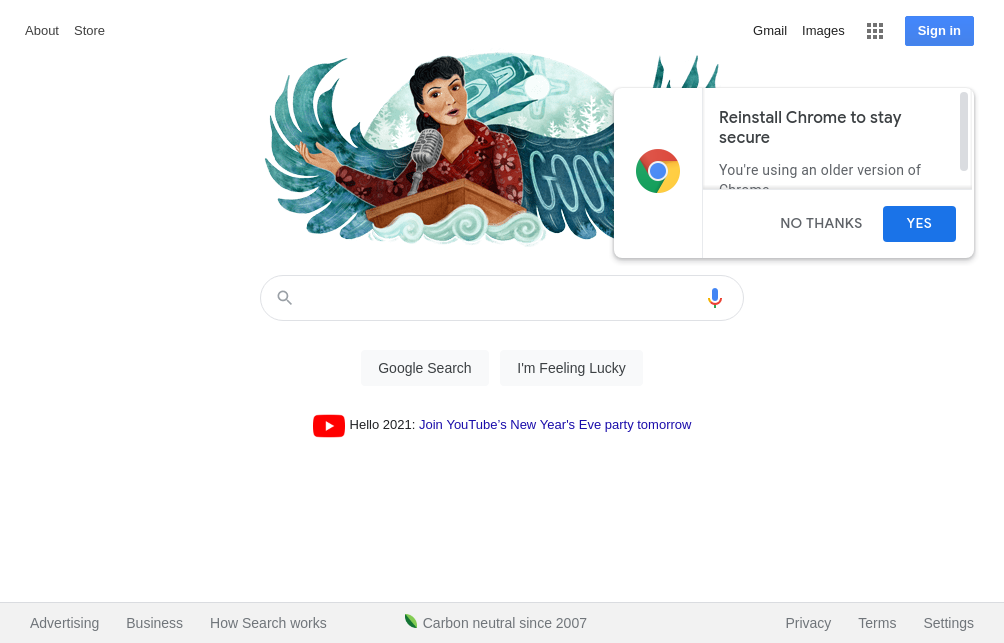 About Store
Gmail Images Sign in
Reinstall Chrome to stay
secure
You're using an older version of
Chrome
NO THANKS YES
Google Search I'm Feeling Lucky
Hello 2021: Join YouTube's New Year's Eve party tomorrow
Advertising Business How Search works Carbon neutral since 2007 Privacy Terms Settings